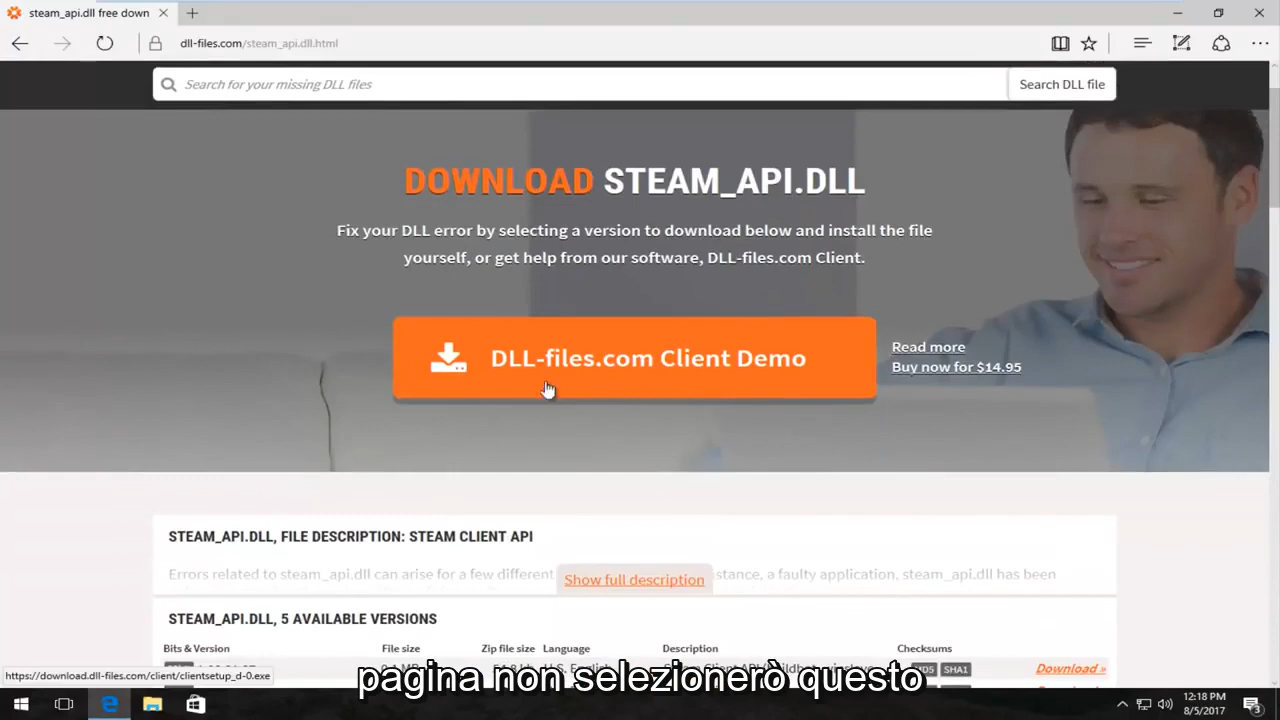 steam_api.dll free down
dll-files.com/steam_api.dll.html
Search for your missing DLL files
Search DLL file
DOWNLOAD STEAM_API.DLL
Fix your DLL error by selecting a version to download below and install the file
yourself, or get help from our software, DLL-files.com Client.
DLL-files.com Client Demo
Read more
Buy now for $14.95
STEAM_API.DLL, FILE DESCRIPTION: STEAM CLIENT API
Errors related to steam_api.dll can arise for a few different instance, a faulty application, steam_api.dll has been
Show full description
STEAM_API.DLL, 5 AVAILABLE VERSIONS
Bits & Version File size Zip file size Language Description Checksums
U.S. English SHA1 Download »
https://download.dll-files.com/client/clientsetup_d-0.exe
pagina non selezionerò questo
12:18 PM
8/5/2017
3